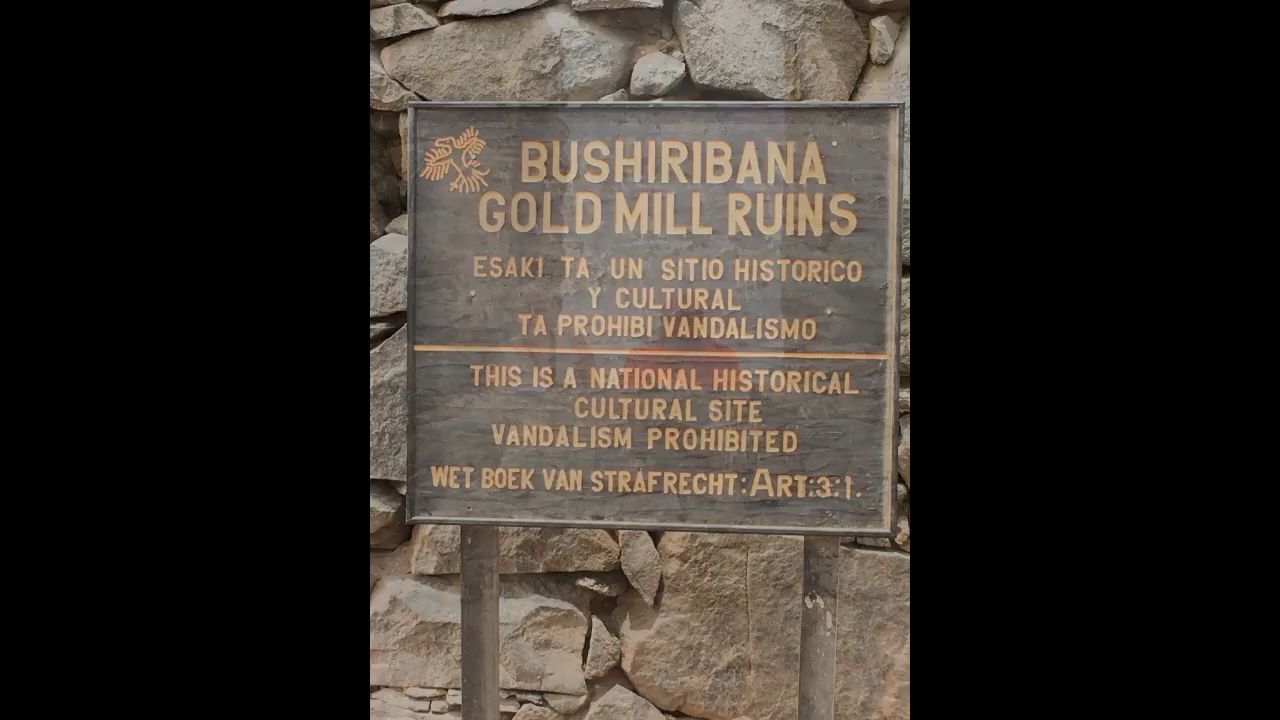 BUSHIRIBANA
GOLD MILL RUINS
ESAKI TA UN SITIO HISTORICO
Y CULTURAL
TA PROHIBI VANDALISMO
THIS IS A NATIONAL HISTORICAL
CULTURAL SITE
VANDALISM PROHIBITED
WET BOEK VAN STRAFRECHT: ART:3:1.